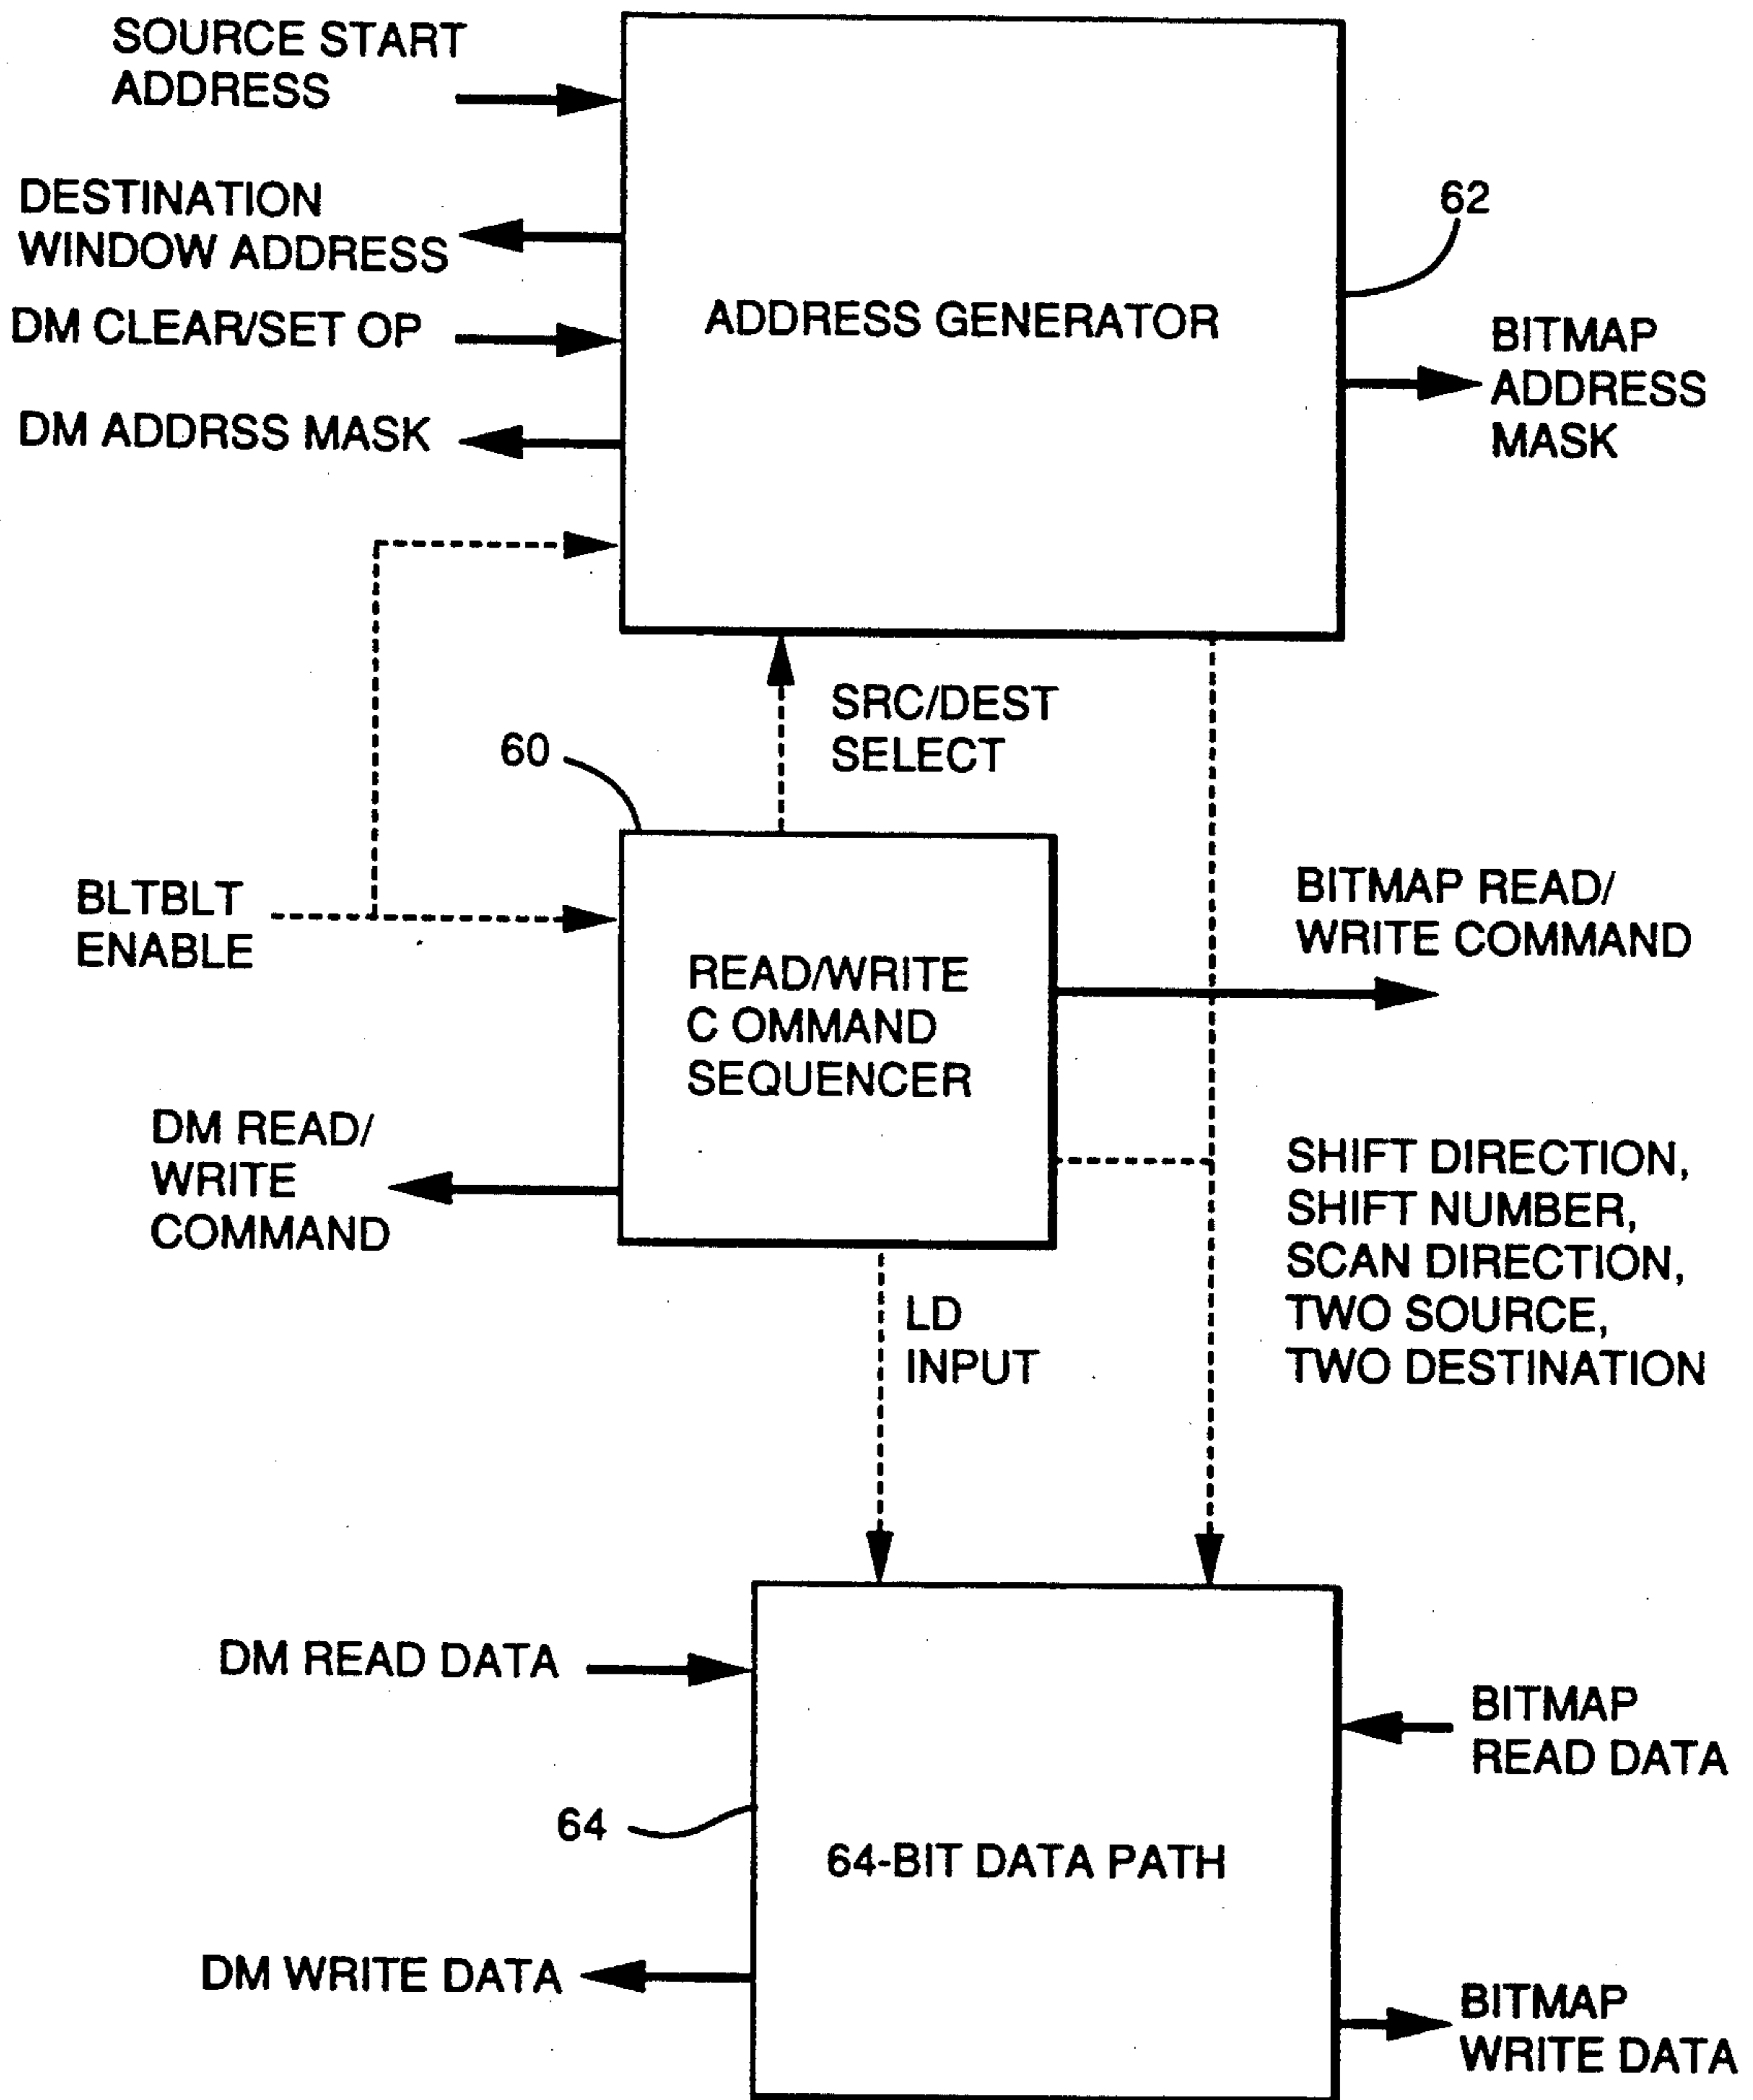 SOURCE START
ADDRESS
DESTINATION
WINDOW ADDRESS
62
DM CLEAR/SET OP
ADDRESS GENERATOR
BITMAP
ADDRESS
MASK
DM ADDRSS MASK
SRC/DEST
SELECT
60
BLTBLT
ENABLE
BITMAP READ/
WRITE COMMAND
READ/WRITE
C OMMAND
SEQUENCER
DM READ/
WRITE
COMMAND
SHIFT DIRECTION,
SHIFT NUMBER,
SCAN DIRECTION,
TWO SOURCE,
TWO DESTINATION
LD
INPUT
DM READ DATA
BITMAP
READ DATA
64
64-BIT DATA PATH
DM WRITE DATA
BITMAP
WRITE DATA